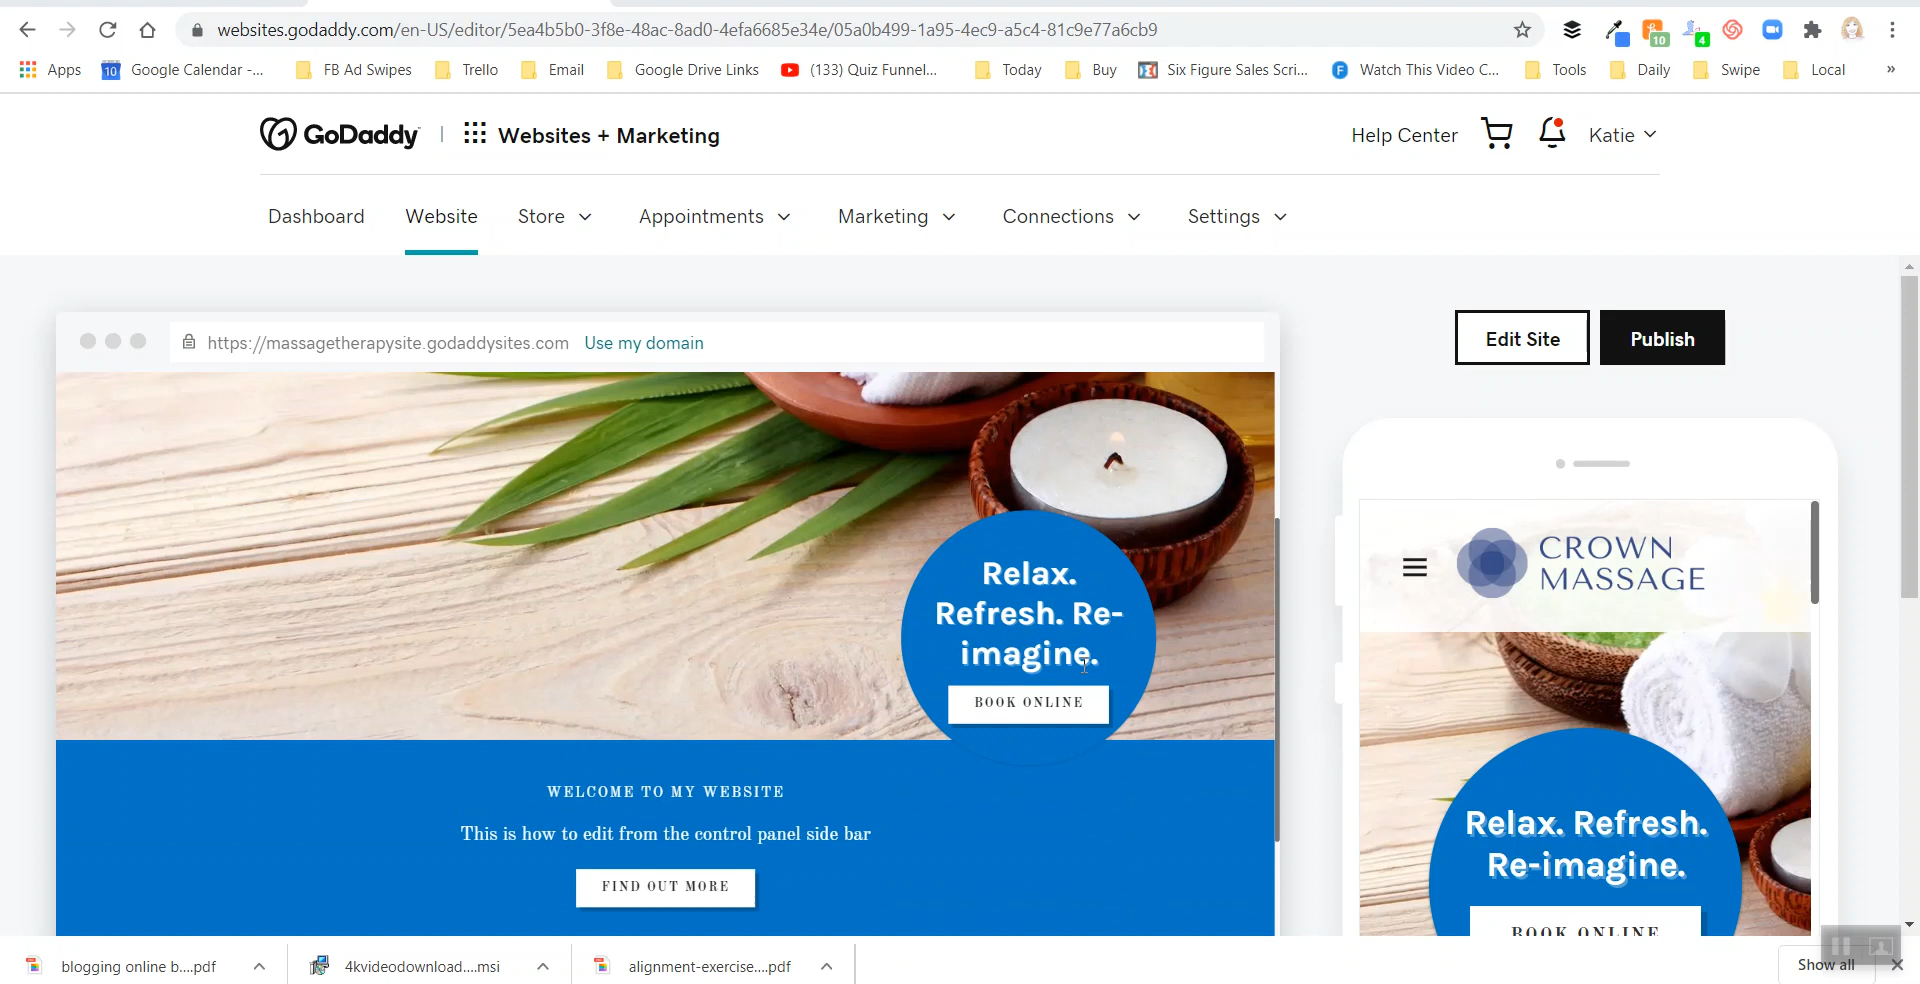 websites.godaddy.com/en-US/editor/5ea4b5b0-3f8e-48ac-8ad0-4efa6685e34e/05a0b499-1a95-4ec9-a5c4-81c9e77a6cb9
10 4
Apps 10 Google Calendar -... FB Ad Swipes Trello Email Google Drive Links (133) Quiz Funnel... Today Buy Six Figure Sales Scri... F Watch This Video C... Tools Daily Swipe Local »
GoDaddy | Websites + Marketing Help Center Katie
Dashboard Website Store Appointments Marketing Connections Settings
https://massagetherapysite.godaddysites.com Use my domain
Edit Site Publish
Relax.
Refresh. Re-
imagine.
BOOK ONLINE
WELCOME TO MY WEBSITE
This is how to edit from the control panel side bar
FIND OUT MORE
CROWN
MASSAGE
Relax. Refresh.
Re-imagine.
BOOK ONLINE
blogging online b....pdf 4kvideodownload....msi alignment-exercise....pdf Show all